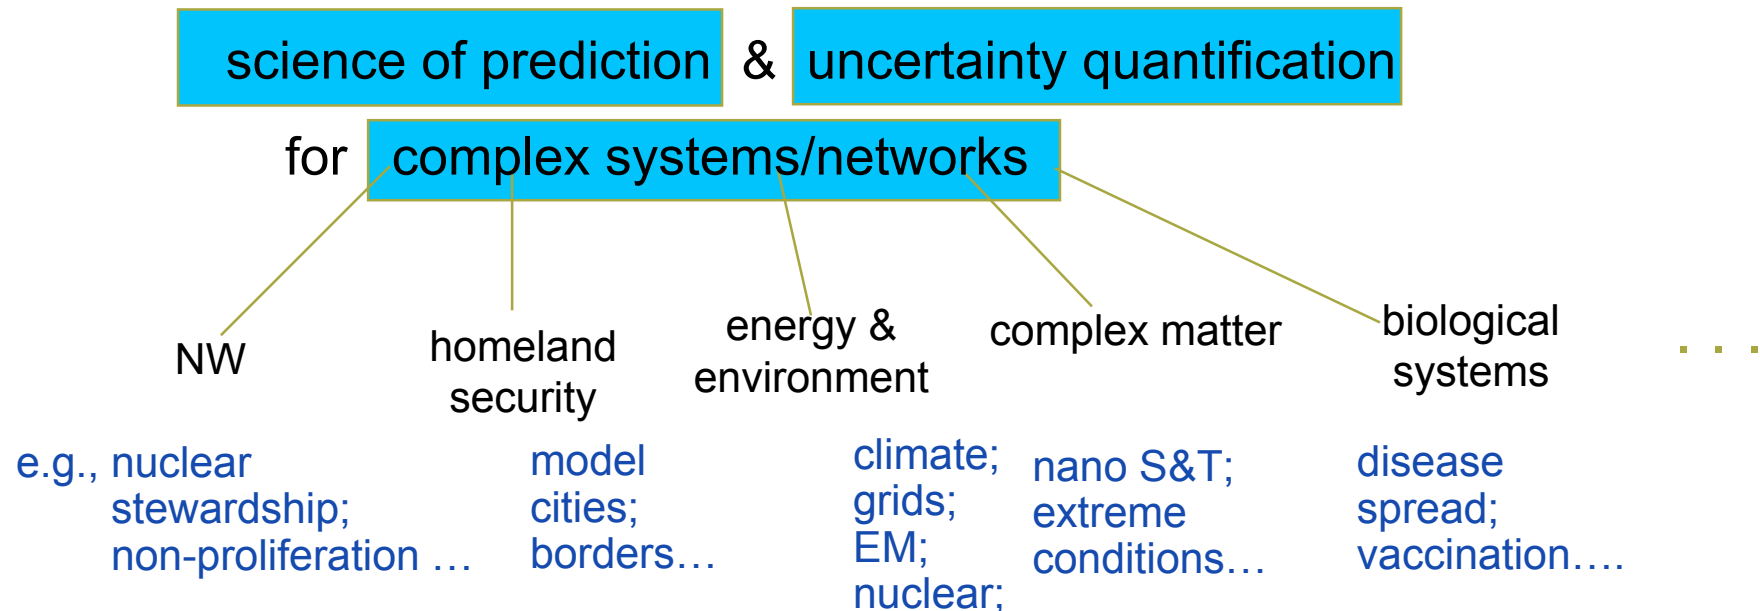 science of prediction & uncertainty quantification
for complex systems/networks
NW
homeland
security
energy &
environment
complex matter
biological
systems
. . .
e.g., nuclear
stewardship;
non-proliferation …
model
cities;
borders…
climate;
grids;
EM;
nuclear;
nano S&T;
extreme
conditions…
disease
spread;
vaccination….